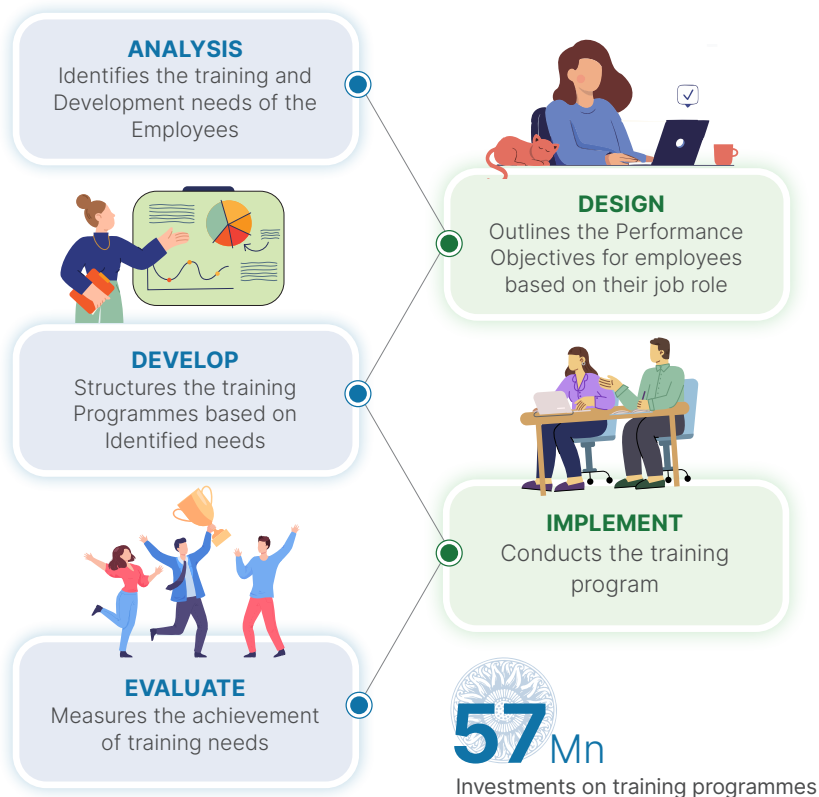 ANALYSIS
Identifies the training and
Development needs of the
Employees
DESIGN
Outlines the Performance
Objectives for employees
based on their job role
DEVELOP
Structures the training
Programmes based on
Identified needs
IMPLEMENT
Conducts the training
program
EVALUATE
Measures the achievement
of training needs
57 Mn
Investments on training programmes